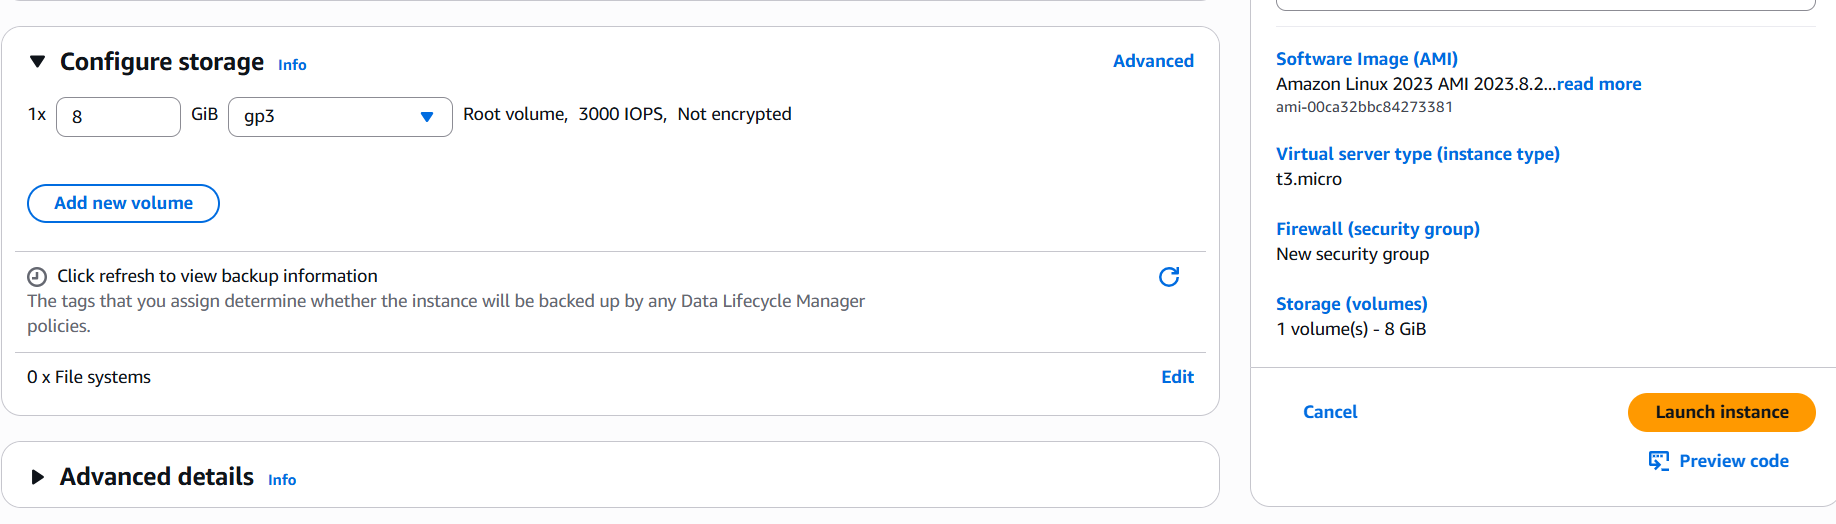 Configure storage Info
Advanced
1x 8 GiB gp3 Root volume, 3000 IOPS, Not encrypted
Add new volume
Click refresh to view backup information
The tags that you assign determine whether the instance will be backed up by any Data Lifecycle Manager
policies.
0 x File systems
Edit
Advanced details Info
Software Image (AMI)
Amazon Linux 2023 AMI 2023.8.2...read more
ami-00ca32bbc84273381
Virtual server type (instance type)
t3.micro
Firewall (security group)
New security group
Storage (volumes)
1 volume(s) - 8 GiB
Cancel
Launch instance
Preview code